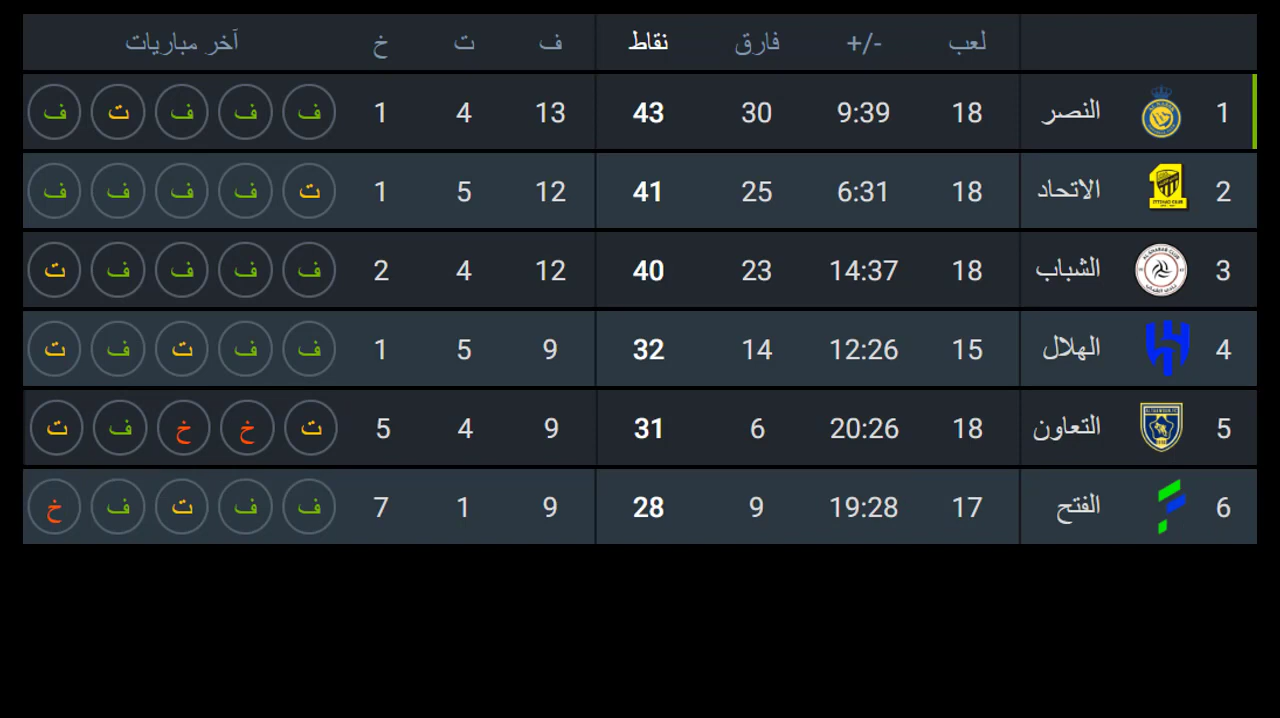 لعب +/- فارق نقاط ف ت خ آخر مباريات
1 النصر 18 9:39 30 43 13 4 1 ف ف ف ت ف
2 الاتحاد 18 6:31 25 41 12 5 1 ت ف ف ف ف
3 الشباب 18 14:37 23 40 12 4 2 ف ف ف ف ت
4 الهلال 15 12:26 14 32 9 5 1 ف ف ت ف ت
5 التعاون 18 20:26 6 31 9 4 5 ت خ خ ف ت
6 الفتح 17 19:28 9 28 9 1 7 ف ف ت ف خ